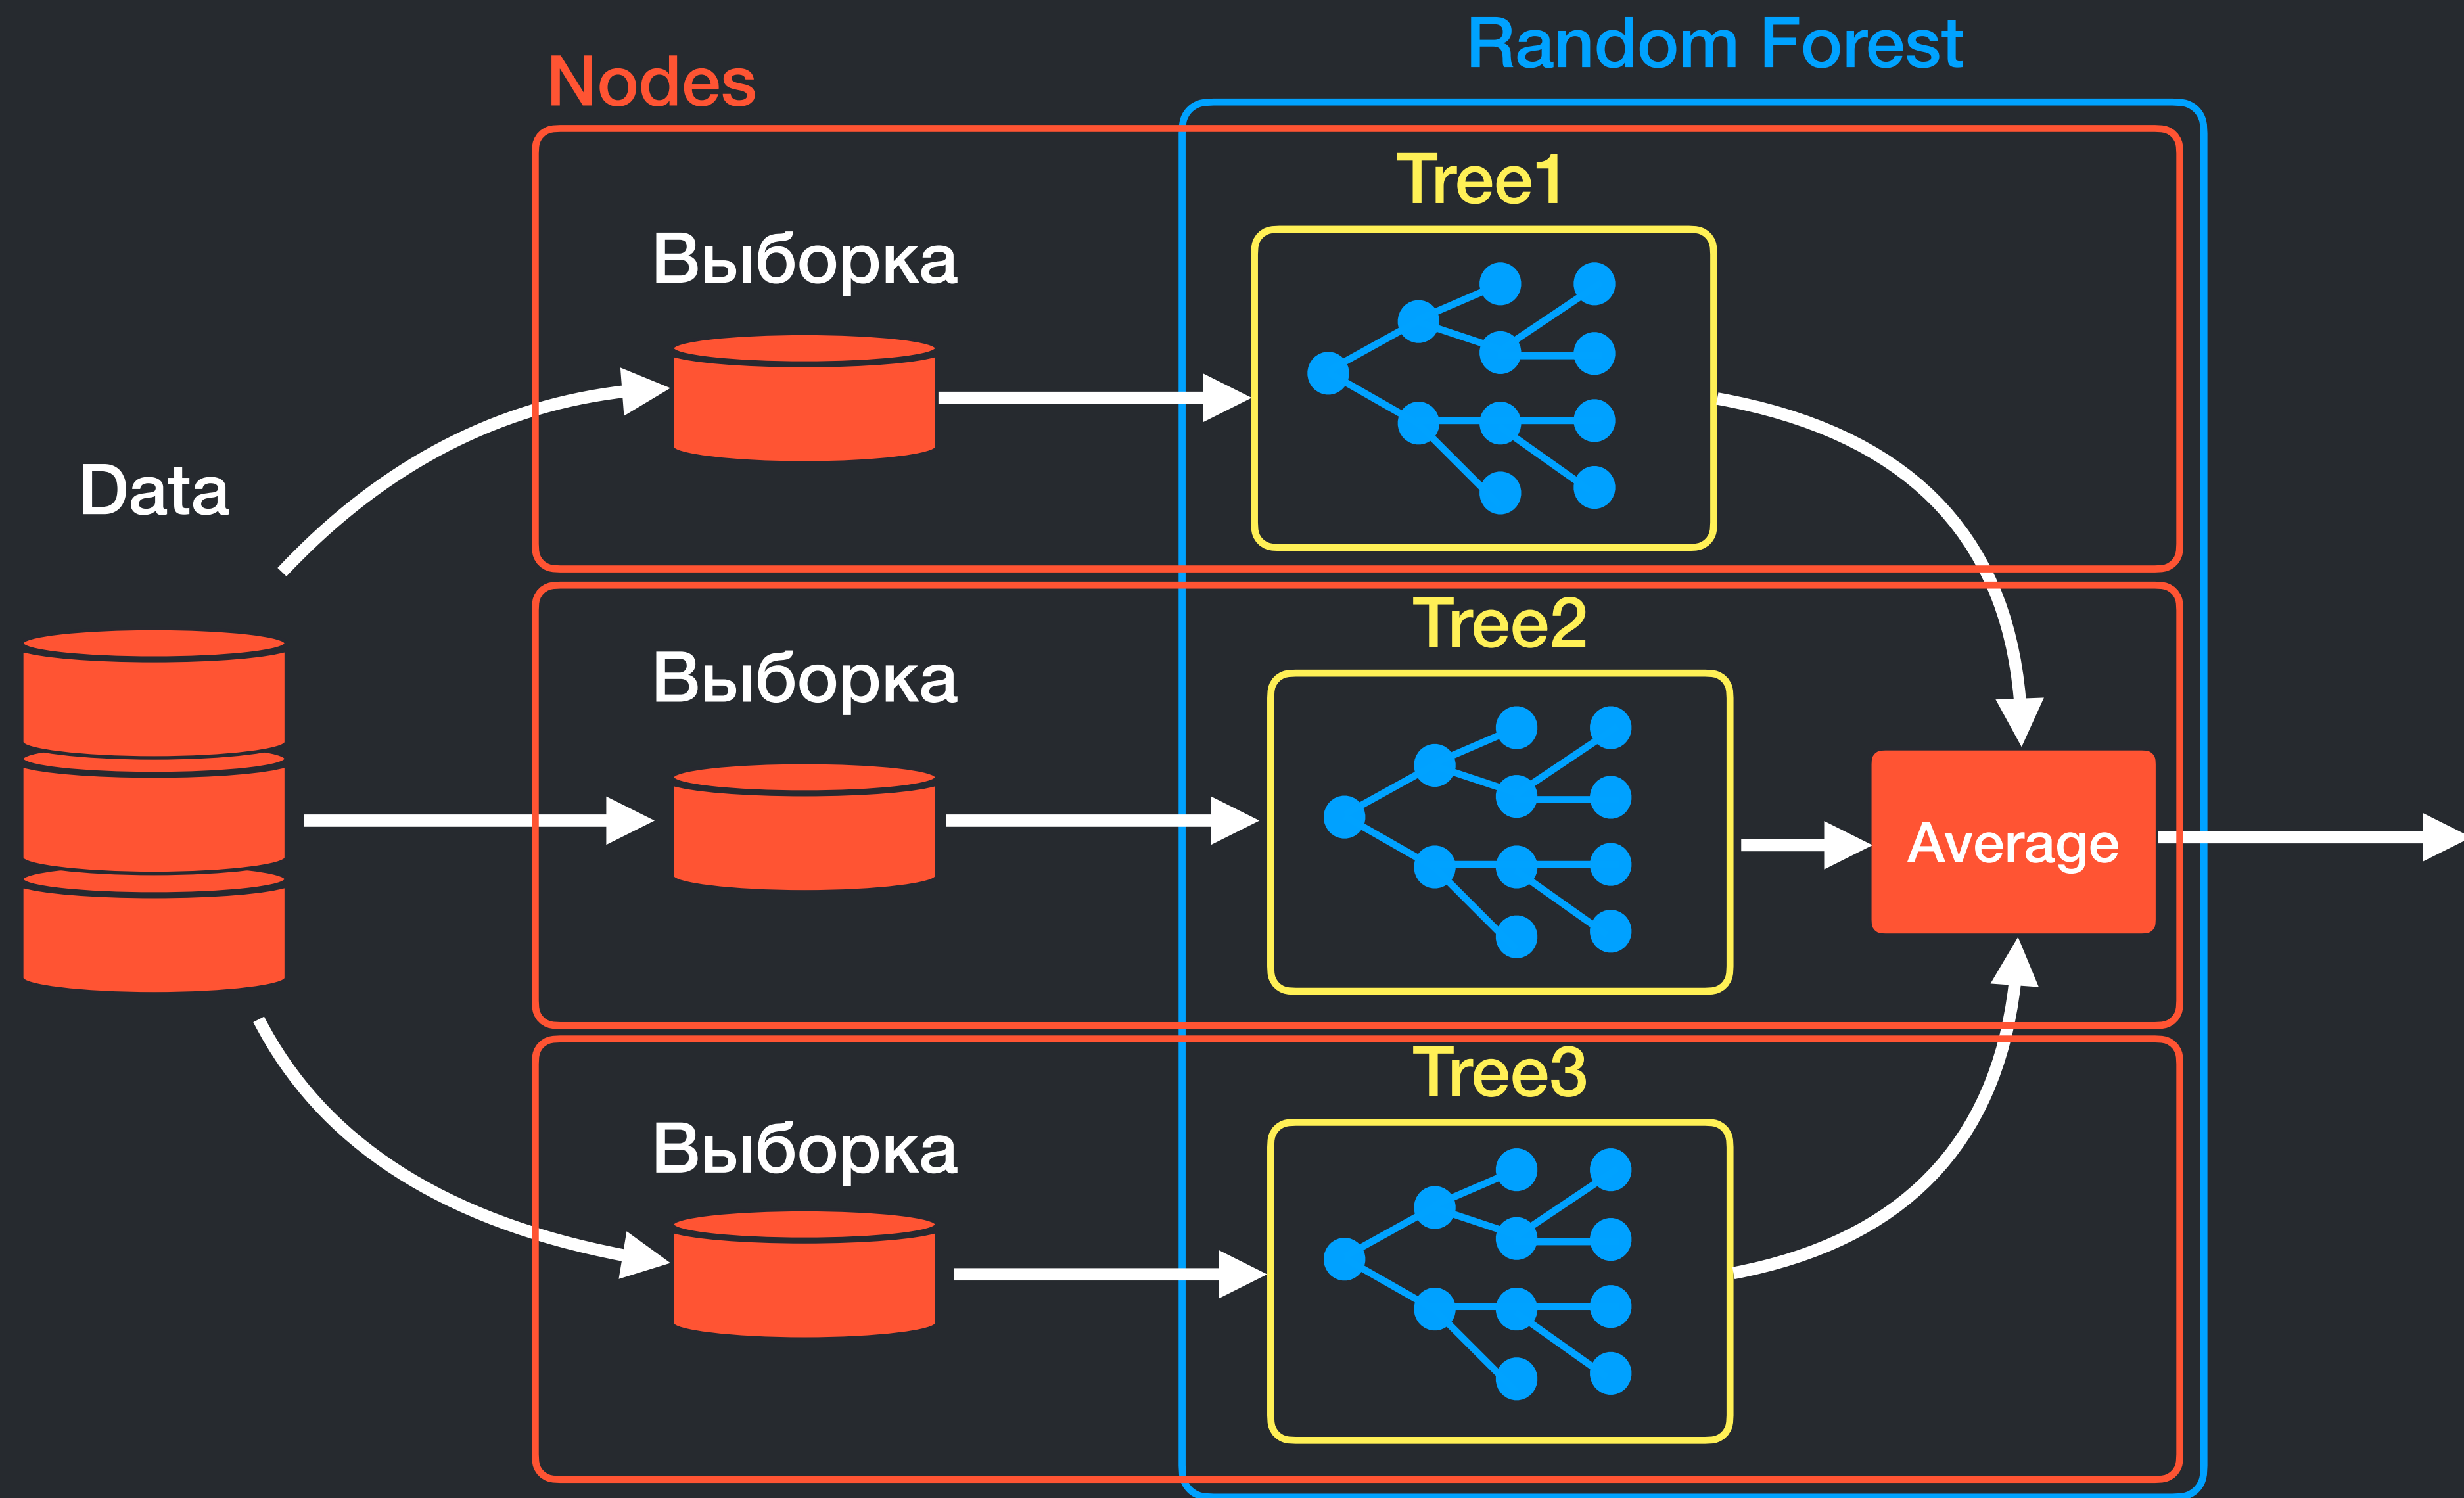 Random Forest
Nodes
Tree1
Выборка
Data
Tree2
Выборка
Average
Tree3
Выборка